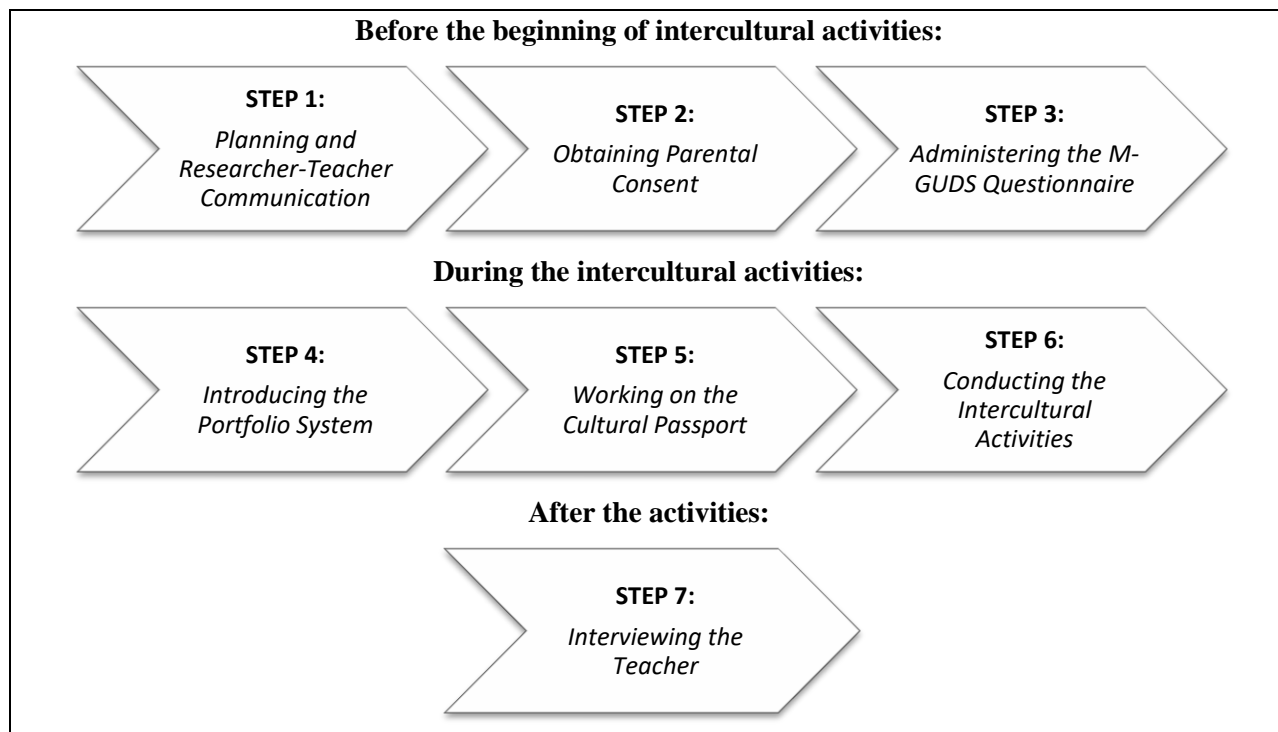 Before the beginning of intercultural activities:
STEP 1:
Planning and
Researcher-Teacher
Communication
STEP 2:
Obtaining Parental
Consent
STEP 3:
Administering the M-
GUDS Questionnaire
During the intercultural activities:
STEP 4:
Introducing the
Portfolio System
STEP 5:
Working on the
Cultural Passport
STEP 6:
Conducting the
Intercultural
Activities
After the activities:
STEP 7:
Interviewing the
Teacher